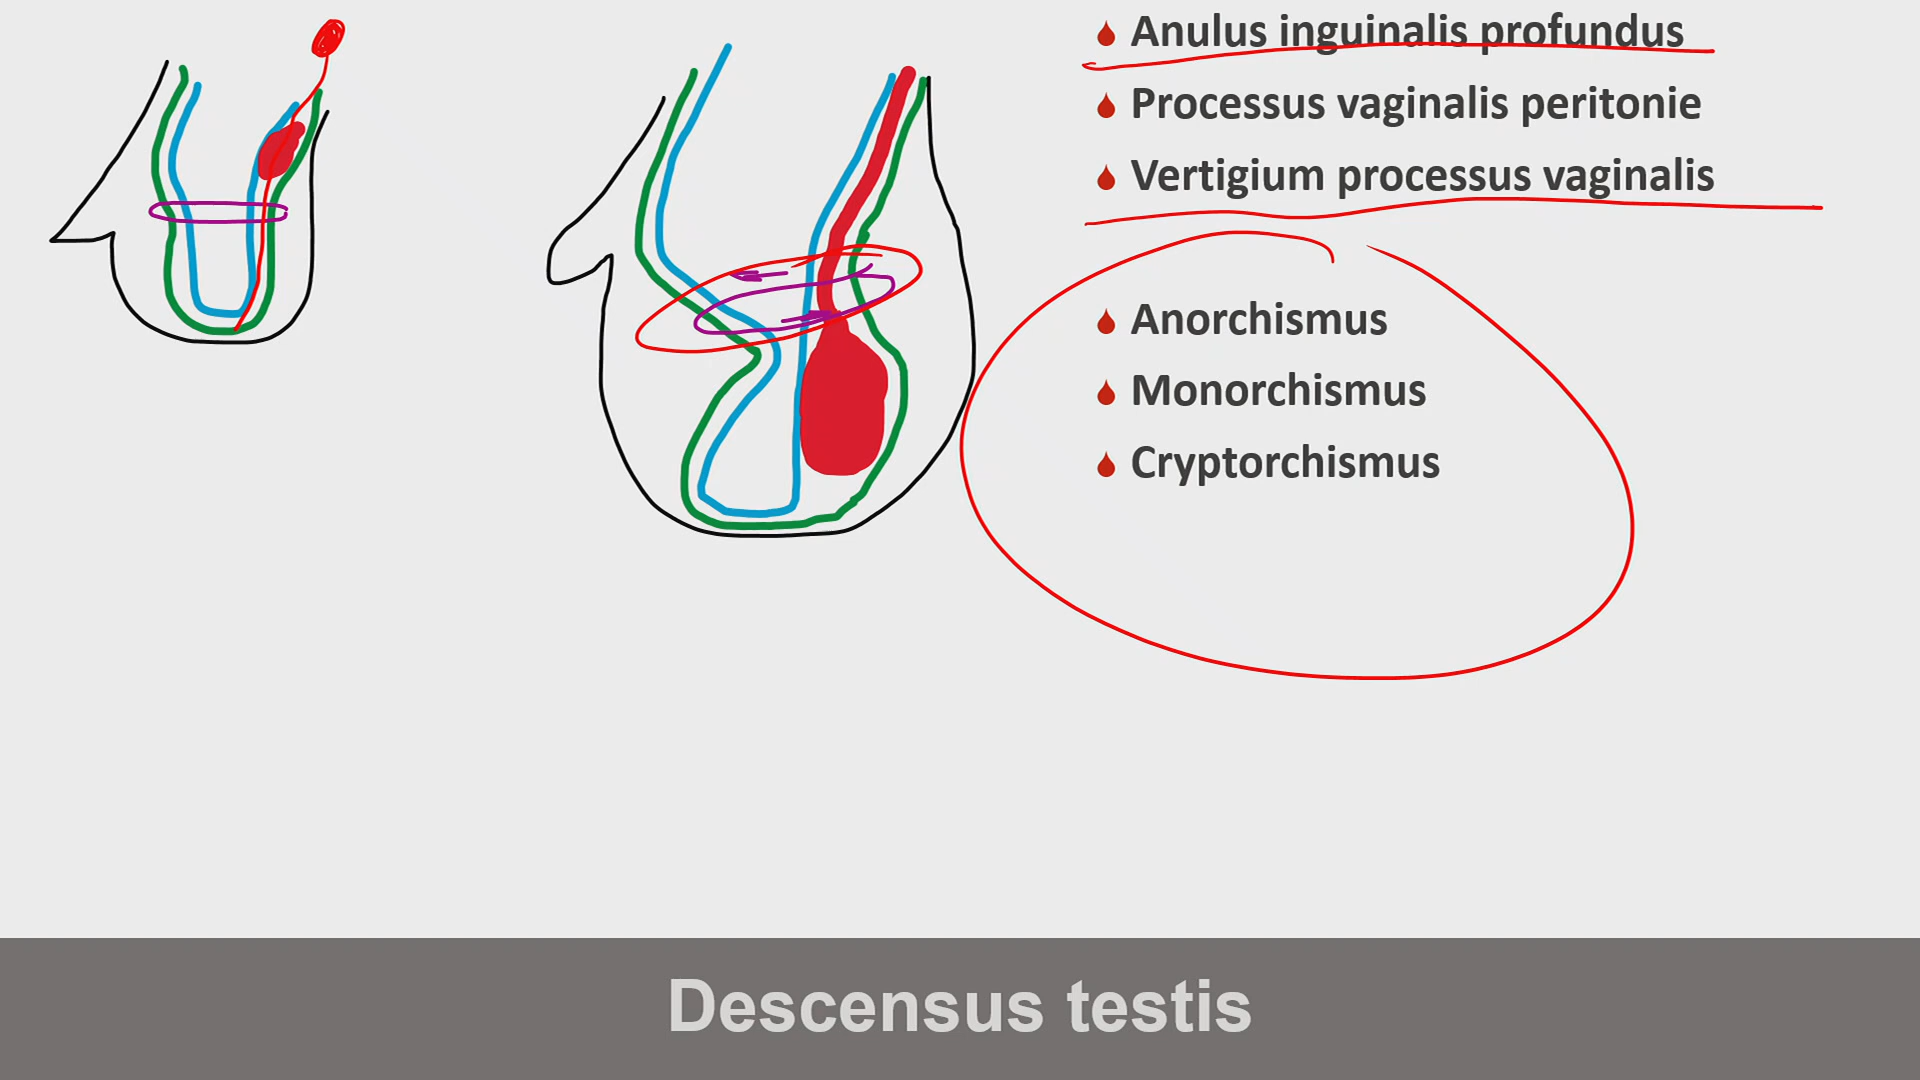 Anulus inguinalis profundus
Processus vaginalis peritonie
Vertigium processus vaginalis
Anorchismus
Monorchismus
Cryptorchismus
Descensus testis